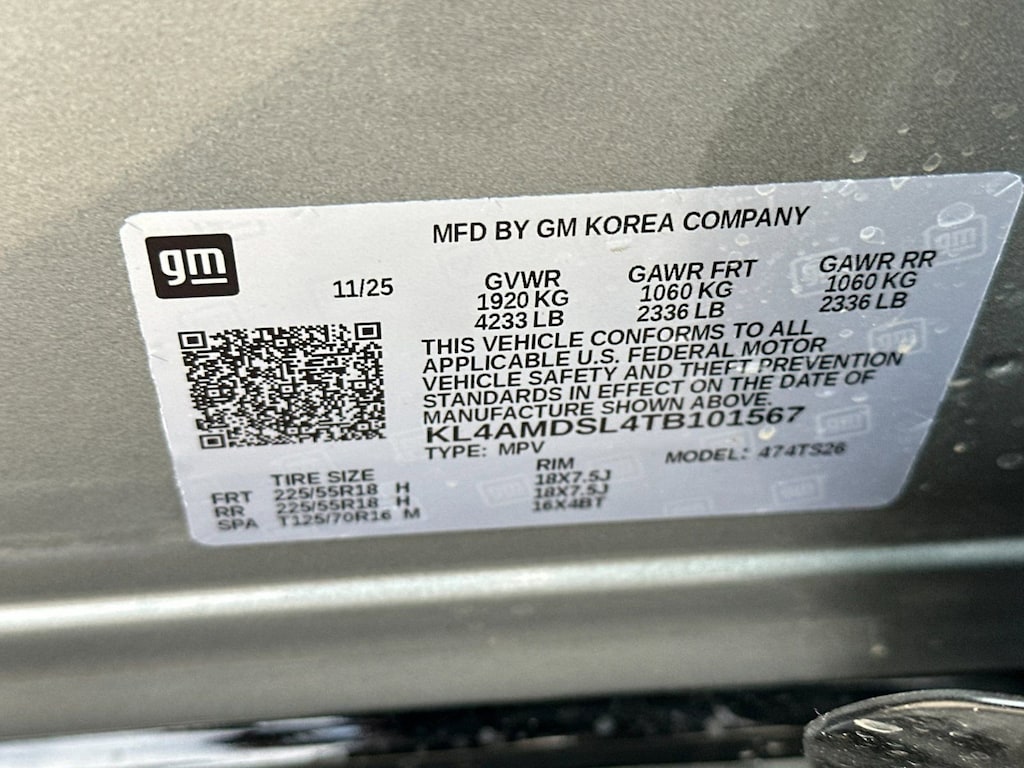 gm
MFD BY GM KOREA COMPANY
11/25
GVWR
1920 KG
4233 LB
GAWR FRT
1060 KG
2336 LB
GAWR RR
1060 KG
2336 LB
THIS VEHICLE CONFORMS TO ALL
APPLICABLE U.S. FEDERAL MOTOR
VEHICLE SAFETY AND THEFT PREVENTION
STANDARDS IN EFFECT ON THE DATE OF
MANUFACTURE SHOWN ABOVE.
KL4AMDSL4TB101567
TYPE: MPV
MODEL: 474TS26
TIRE SIZE
RIM
FRT 225/55R18 H 18X7.5J
RR 225/55R18 H 18X7.5J
SPA T125/70R16 M 16X4BT